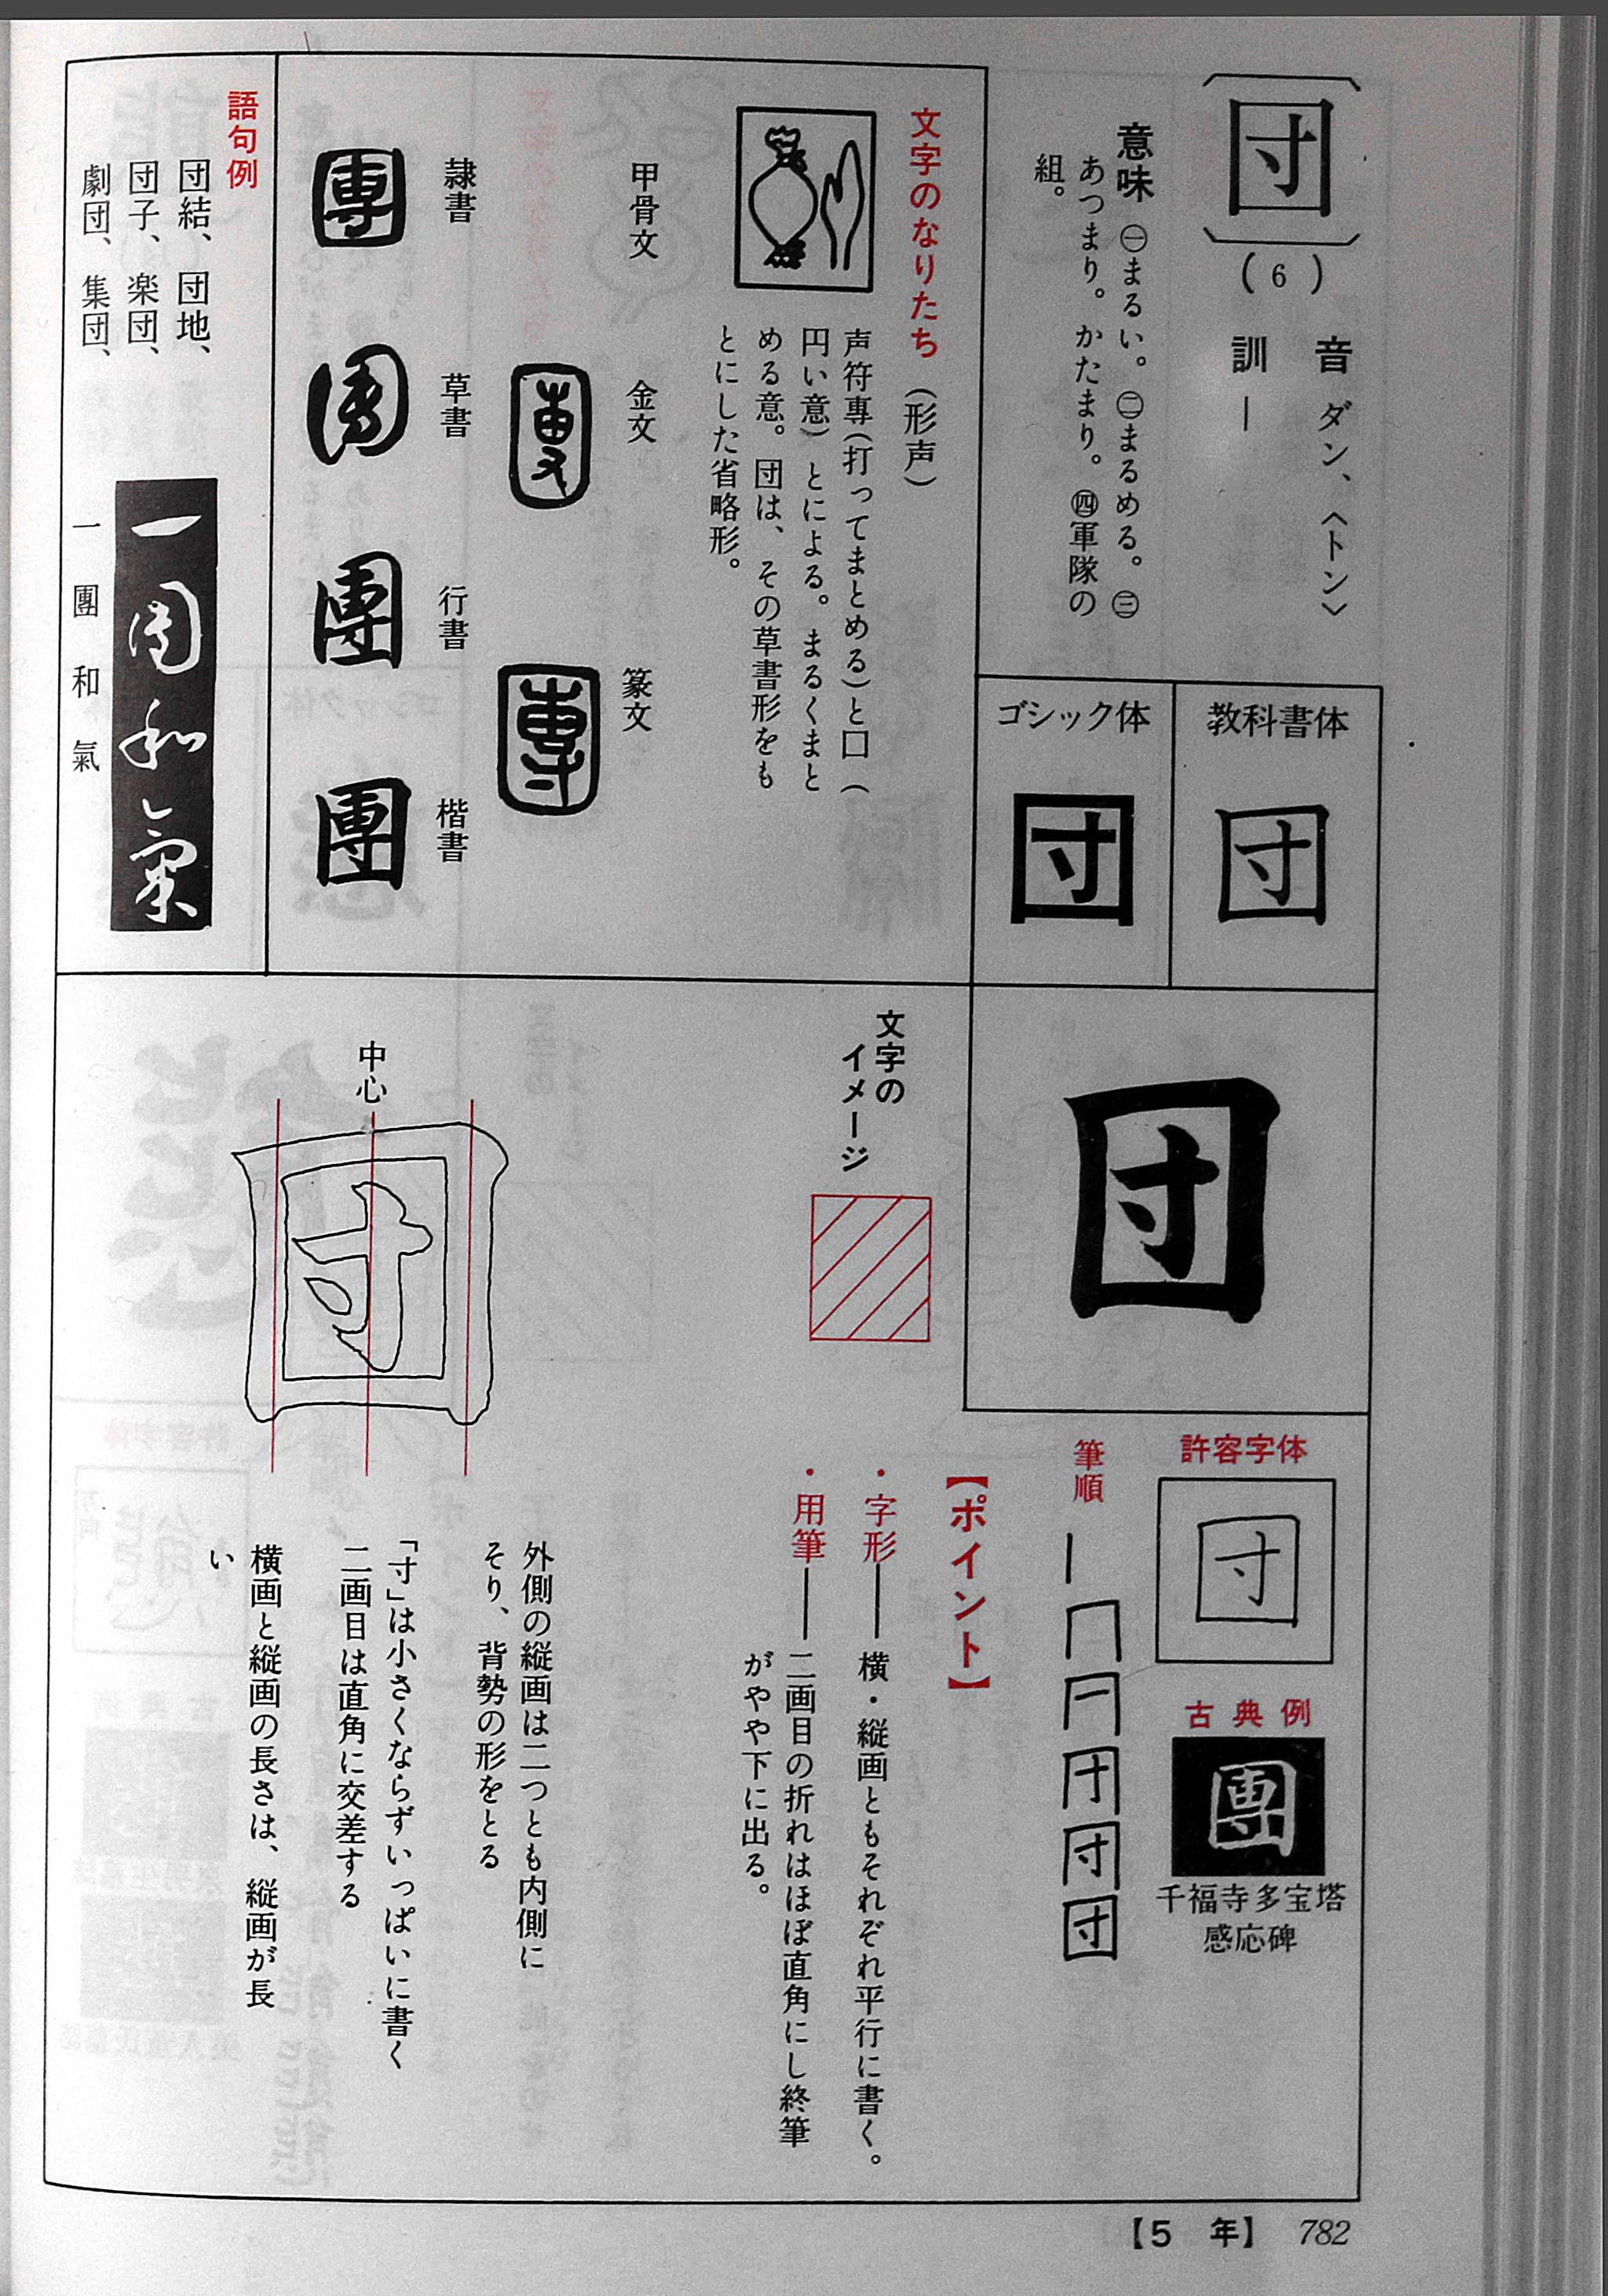 団
(6)
音 ダン、〈トン〉
訓 ―
意味 ㊀まるい。㊁まるめる。㊂
あつまり。かたまり。㊃軍隊の
組。
教科書体
団
ゴシック体
団
文字のなりたち（形声）
声符專（打ってまとめる）と囗（
円い意）とによる。まるくまと
める意。団は、その草書形をも
とにした省略形。
甲骨文
金文
篆文
隷書
團
草書
團
行書
團
楷書
團
語句例
団結、団地、
団子、楽団、
劇団、集団、
一團和氣
一團和氣
団
許容字体
団
古典例
團
千福寺多宝塔
感応碑
筆順
団
文字の
イメージ
【ポイント】
・字形――横・縦画ともそれぞれ平行に書く。
・用筆――二画目の折れはほぼ直角にし終筆
がやや下に出る。
中心
団
外側の縦画は二つとも内側に
そり、背勢の形をとる
「寸」は小さくならずいっぱいに書く
二画目は直角に交差する
横画と縦画の長さは、縦画が長
い
【5 年】 782